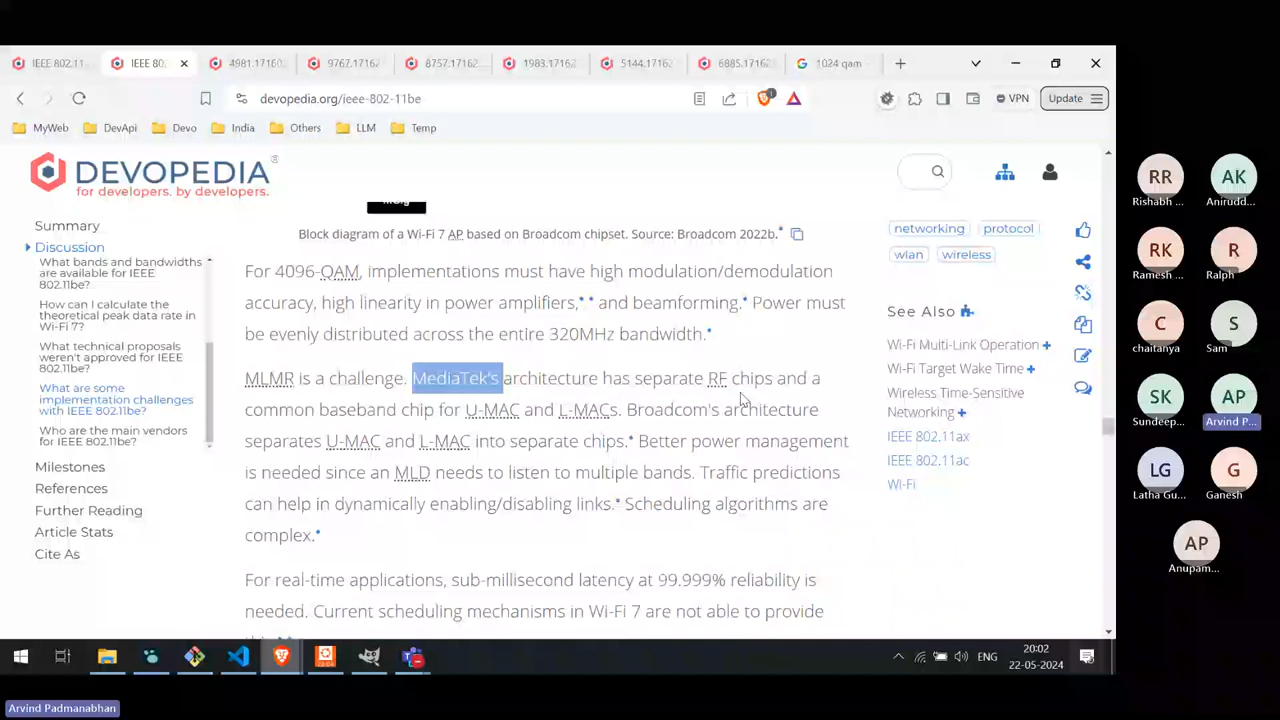 IEEE 802.11
IEEE 80
4981.1716
9767.1716
8757.17162
1983.17162
5144.1716
6885.17162
1024 qam
devopedia.org/ieee-802-11be
VPN
Update
MyWeb
DevApi
Devo
India
Others
LLM
Temp
DEVOPEDIA
for developers. by developers.
Summary
Discussion
What bands and bandwidths
are available for IEEE
802.11be?
How can I calculate the
theoretical peak data rate in
Wi-Fi 7?
What technical proposals
weren't approved for IEEE
802.11be?
What are some
implementation challenges
with IEEE 802.11be?
Who are the main vendors
for IEEE 802.11be?
Milestones
References
Further Reading
Article Stats
Cite As
Block diagram of a Wi-Fi 7 AP based on Broadcom chipset. Source: Broadcom 2022b.
For 4096-QAM, implementations must have high modulation/demodulation
accuracy, high linearity in power amplifiers, and beamforming. Power must
be evenly distributed across the entire 320MHz bandwidth.
MLMR is a challenge. MediaTek's architecture has separate RF chips and a
common baseband chip for U-MAC and L-MACs. Broadcom's architecture
separates U-MAC and L-MAC into separate chips. Better power management
is needed since an MLD needs to listen to multiple bands. Traffic predictions
can help in dynamically enabling/disabling links. Scheduling algorithms are
complex.
For real-time applications, sub-millisecond latency at 99.999% reliability is
needed. Current scheduling mechanisms in Wi-Fi 7 are not able to provide
networking
protocol
wlan
wireless
See Also
Wi-Fi Multi-Link Operation +
Wi-Fi Target Wake Time +
Wireless Time-Sensitive
Networking +
IEEE 802.11ax
IEEE 802.11ac
Wi-Fi
ENG
20:02
22-05-2024
RR
Rishabh ...
AK
Anirudd...
RK
Ramesh ...
R
Ralph
C
chaitanya
S
Sam
SK
Sundeep...
AP
Arvind P...
LG
Latha Gu...
G
Ganesh
AP
Anupam...
Arvind Padmanabhan